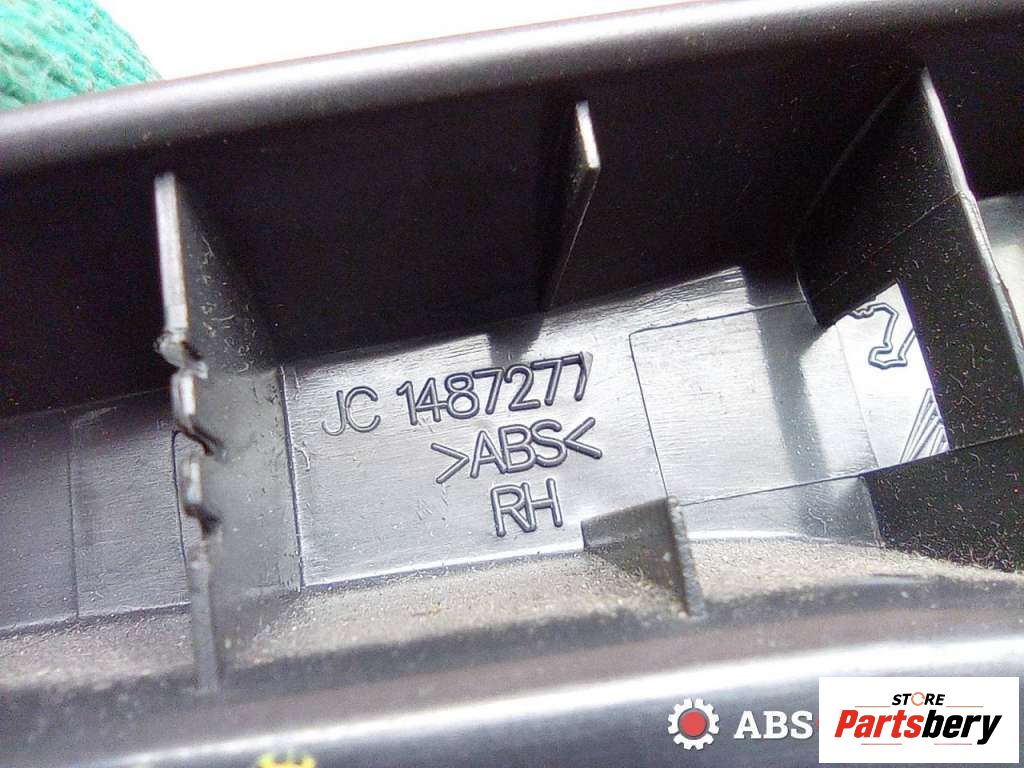 JC 1487277
>ABS<
RH
ABS
STORE
Partsbery